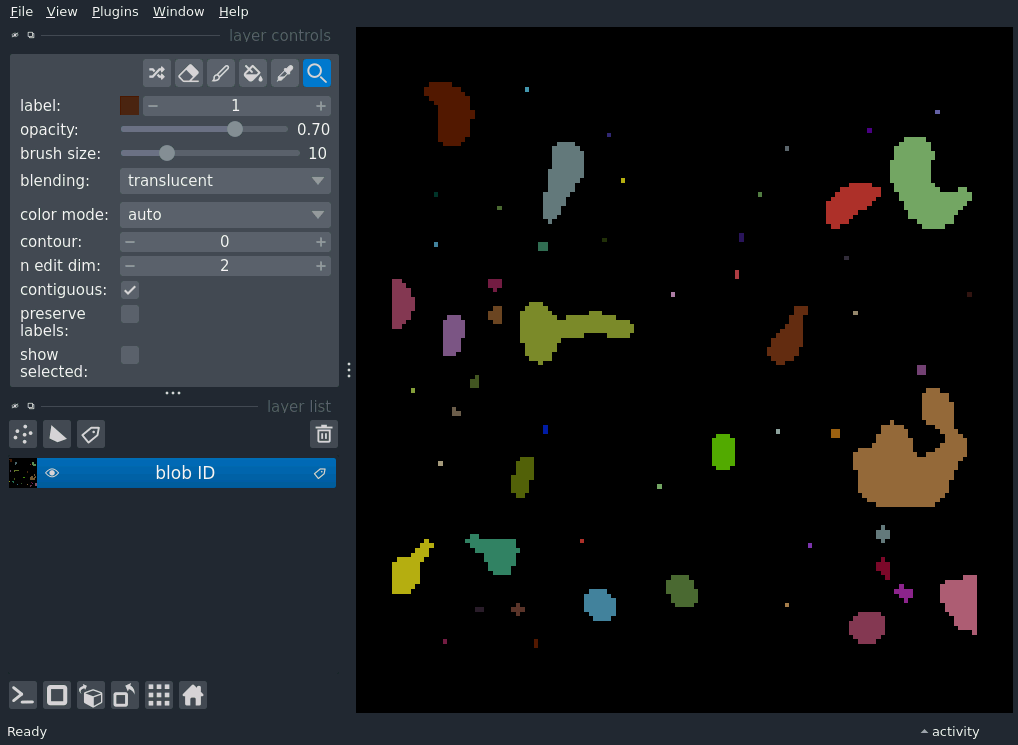 File View Plugins Window Help
layer controls
label: 1
opacity: 0.70
brush size: 10
blending: translucent
color mode: auto
contour: 0
n edit dim: 2
contiguous:
preserve
labels:
show
selected:
layer list
blob ID
Ready
activity